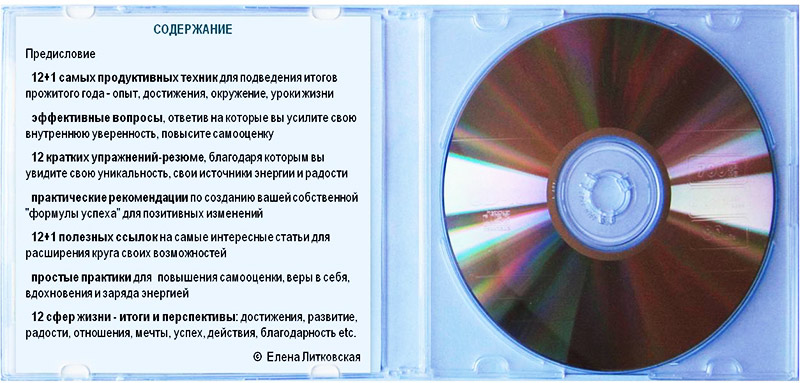 СОДЕРЖАНИЕ
Предисловие
12+1 самых продуктивных техник для подведения итогов
прожитого года - опыт, достижения, окружение, уроки жизни
эффективные вопросы, ответив на которые вы усилите свою
внутреннюю уверенность, повысите самооценку
12 кратких упражнений-резюме, благодаря которым вы
увидите свою уникальность, свои источники энергии и радости
практические рекомендации по созданию вашей собственной
"формулы успеха" для позитивных изменений
12+1 полезных ссылок на самые интересные статьи для
расширения круга своих возможностей
простые практики для повышения самооценки, веры в себя,
вдохновения и заряда энергией
12 сфер жизни - итоги и перспективы: достижения, развитие,
радости, отношения, мечты, успех, действия, благодарность etc.
© Елена Литковская